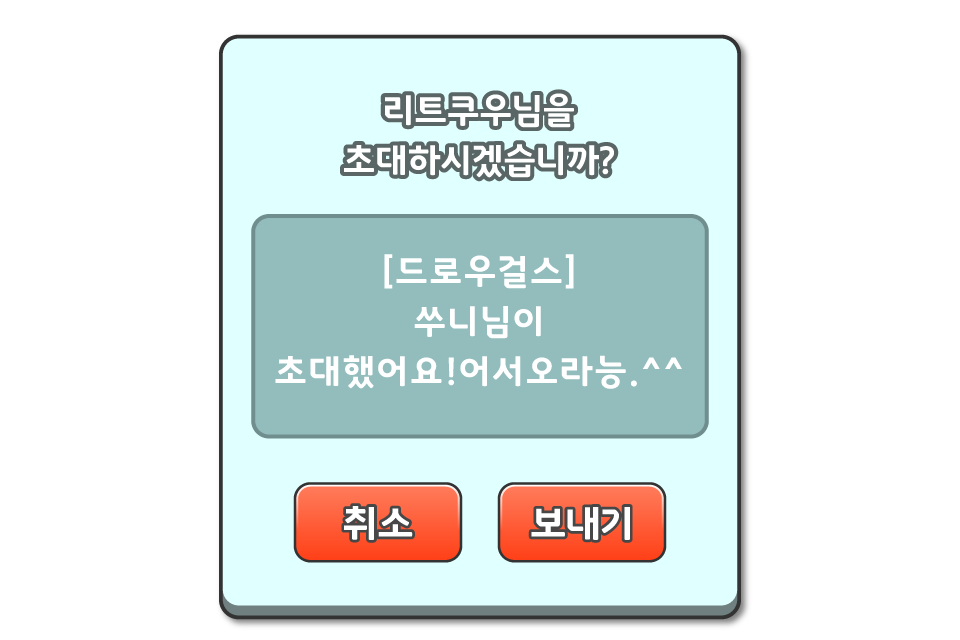 리트쿠우님을
초대하시겠습니까?
[드로우걸스]
쑤니님이
초대했어요!어서오라능.^^
취소
보내기